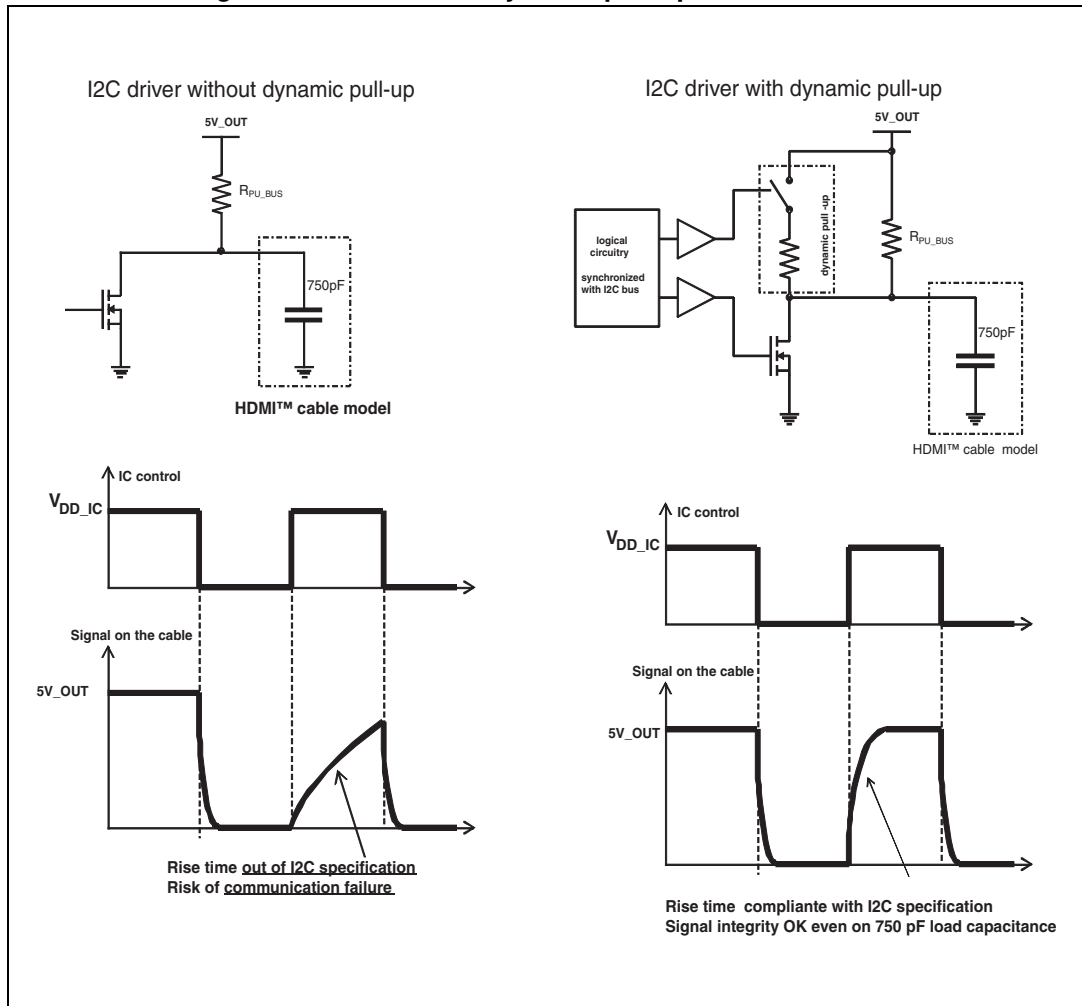 I2C driver without dynamic pull-up
5V_OUT
RPU_BUS
750pF
HDMI™ cable model
I2C driver with dynamic pull-up
5V_OUT
logical
circuitry
synchronized
with I2C bus
dynamic pull -up
RPU_BUS
750pF
HDMI™ cable model
IC control
VDD_IC
Signal on the cable
5V_OUT
Rise time out of I2C specification
Risk of communication failure
IC control
VDD_IC
Signal on the cable
5V_OUT
Rise time compliante with I2C specification
Signal integrity OK even on 750 pF load capacitance